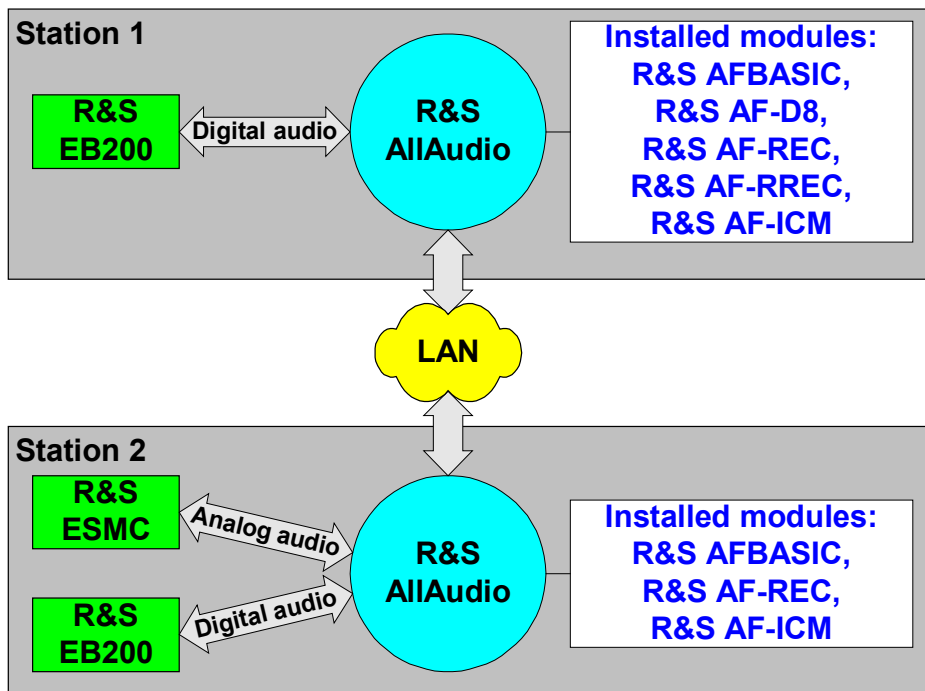 Station 1
R&S
EB200
Digital audio
R&S
AllAudio
Installed modules:
R&S AFBASIC,
R&S AF-D8,
R&S AF-REC,
R&S AF-RREC,
R&S AF-ICM
LAN
Station 2
R&S
ESMC
Analog audio
R&S
EB200
Digital audio
R&S
AllAudio
Installed modules:
R&S AFBASIC,
R&S AF-REC,
R&S AF-ICM